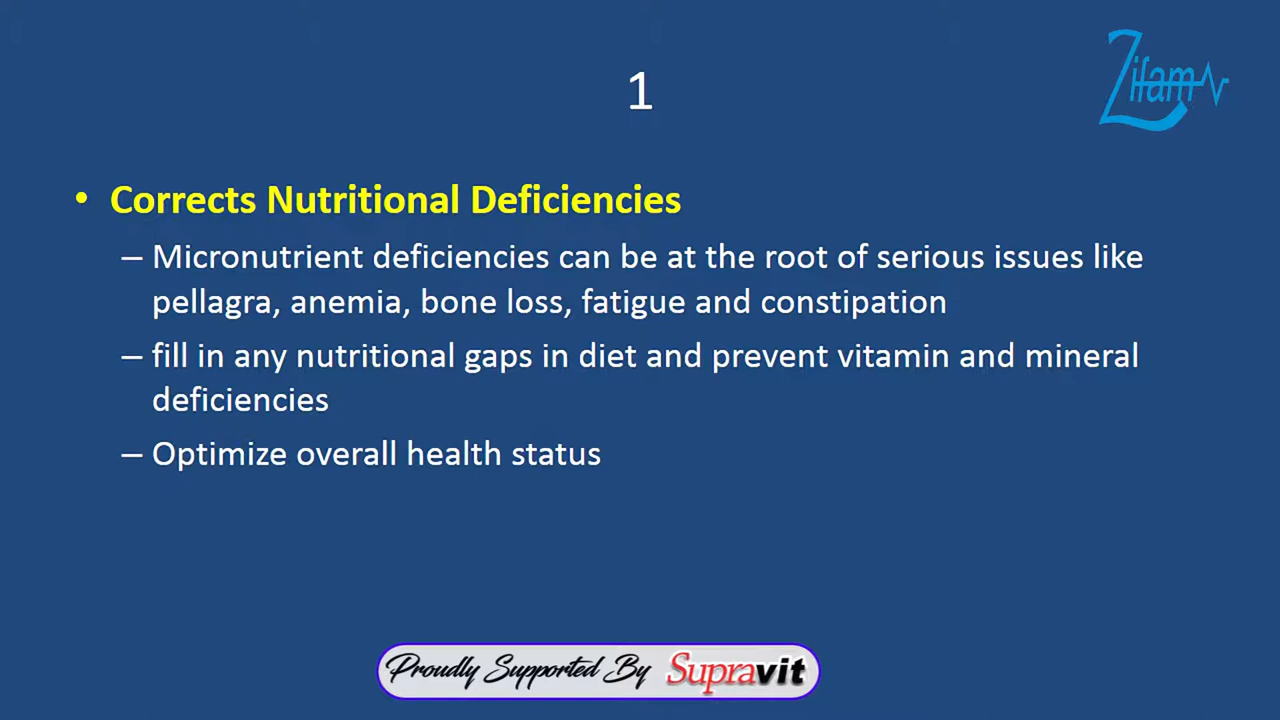 Zifam
1
• Corrects Nutritional Deficiencies
– Micronutrient deficiencies can be at the root of serious issues like
pellagra, anemia, bone loss, fatigue and constipation
– fill in any nutritional gaps in diet and prevent vitamin and mineral
deficiencies
– Optimize overall health status
Proudly Supported By Supravit